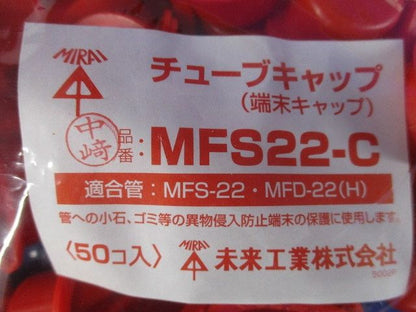 MIRAI
チューブキャップ
(端末キャップ)
中崎
品番: MFS22-C
適合管:MFS-22・MFD-22(H)
管への小石、ゴミ等の異物侵入防止端末の保護に使用します。
〈50コ入〉 MIRAI 未来工業株式会社
5002P